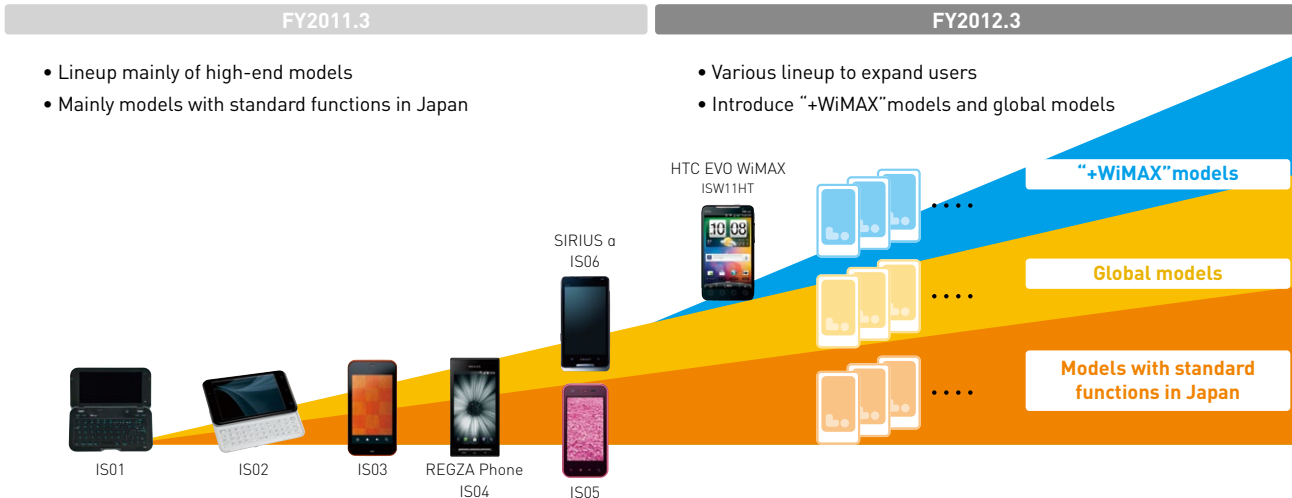 FY2011.3
FY2012.3
• Lineup mainly of high-end models
• Mainly models with standard functions in Japan
• Various lineup to expand users
• Introduce “+WiMAX”models and global models
HTC EVO WiMAX
ISW11HT
10 08
“+WiMAX”models
SIRIUS α
IS06
Global models
Models with standard
functions in Japan
IS01
IS02
IS03
REGZA Phone
IS04
IS05